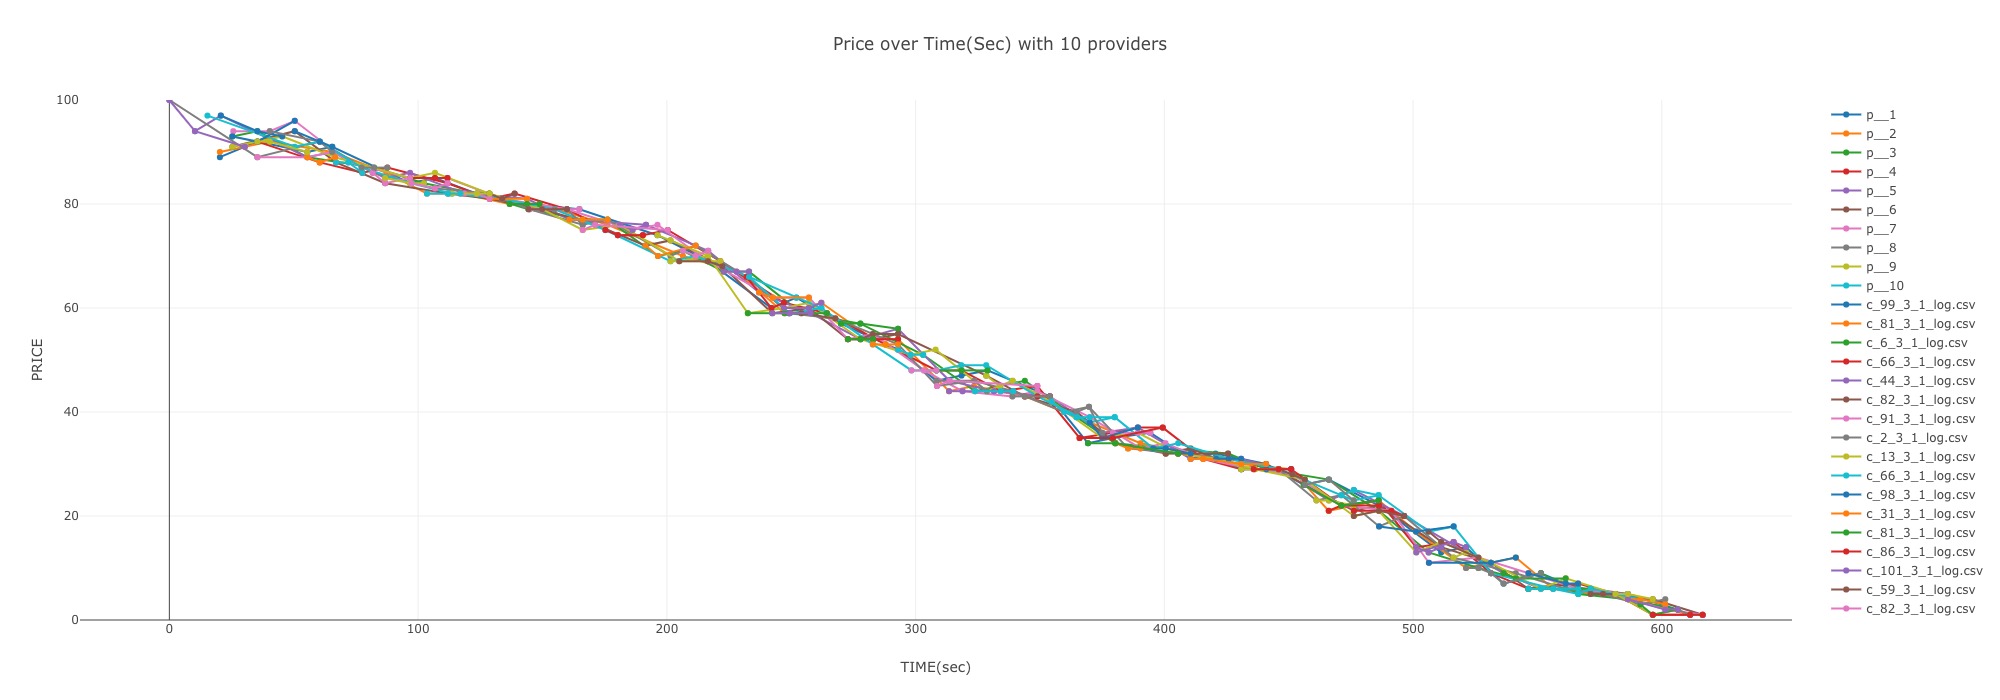 Price over Time(Sec) with 10 providers
PRICE
100
80
60
40
20
0
0 100 200 300 400 500 600
TIME(sec)
p__1
p__2
p__3
p__4
p__5
p__6
p__7
p__8
p__9
p__10
c_99_3_1_log.csv
c_81_3_1_log.csv
c_6_3_1_log.csv
c_66_3_1_log.csv
c_44_3_1_log.csv
c_82_3_1_log.csv
c_91_3_1_log.csv
c_2_3_1_log.csv
c_13_3_1_log.csv
c_66_3_1_log.csv
c_98_3_1_log.csv
c_31_3_1_log.csv
c_81_3_1_log.csv
c_86_3_1_log.csv
c_101_3_1_log.csv
c_59_3_1_log.csv
c_82_3_1_log.csv